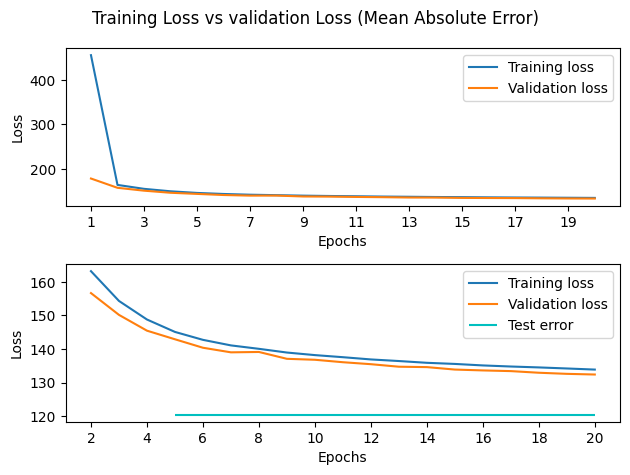 Training Loss vs validation Loss (Mean Absolute Error)
400
300
200
Loss
Training loss
Validation loss
1 3 5 7 9 11 13 15 17 19
Epochs
160
150
140
130
120
Loss
Training loss
Validation loss
Test error
2 4 6 8 10 12 14 16 18 20
Epochs